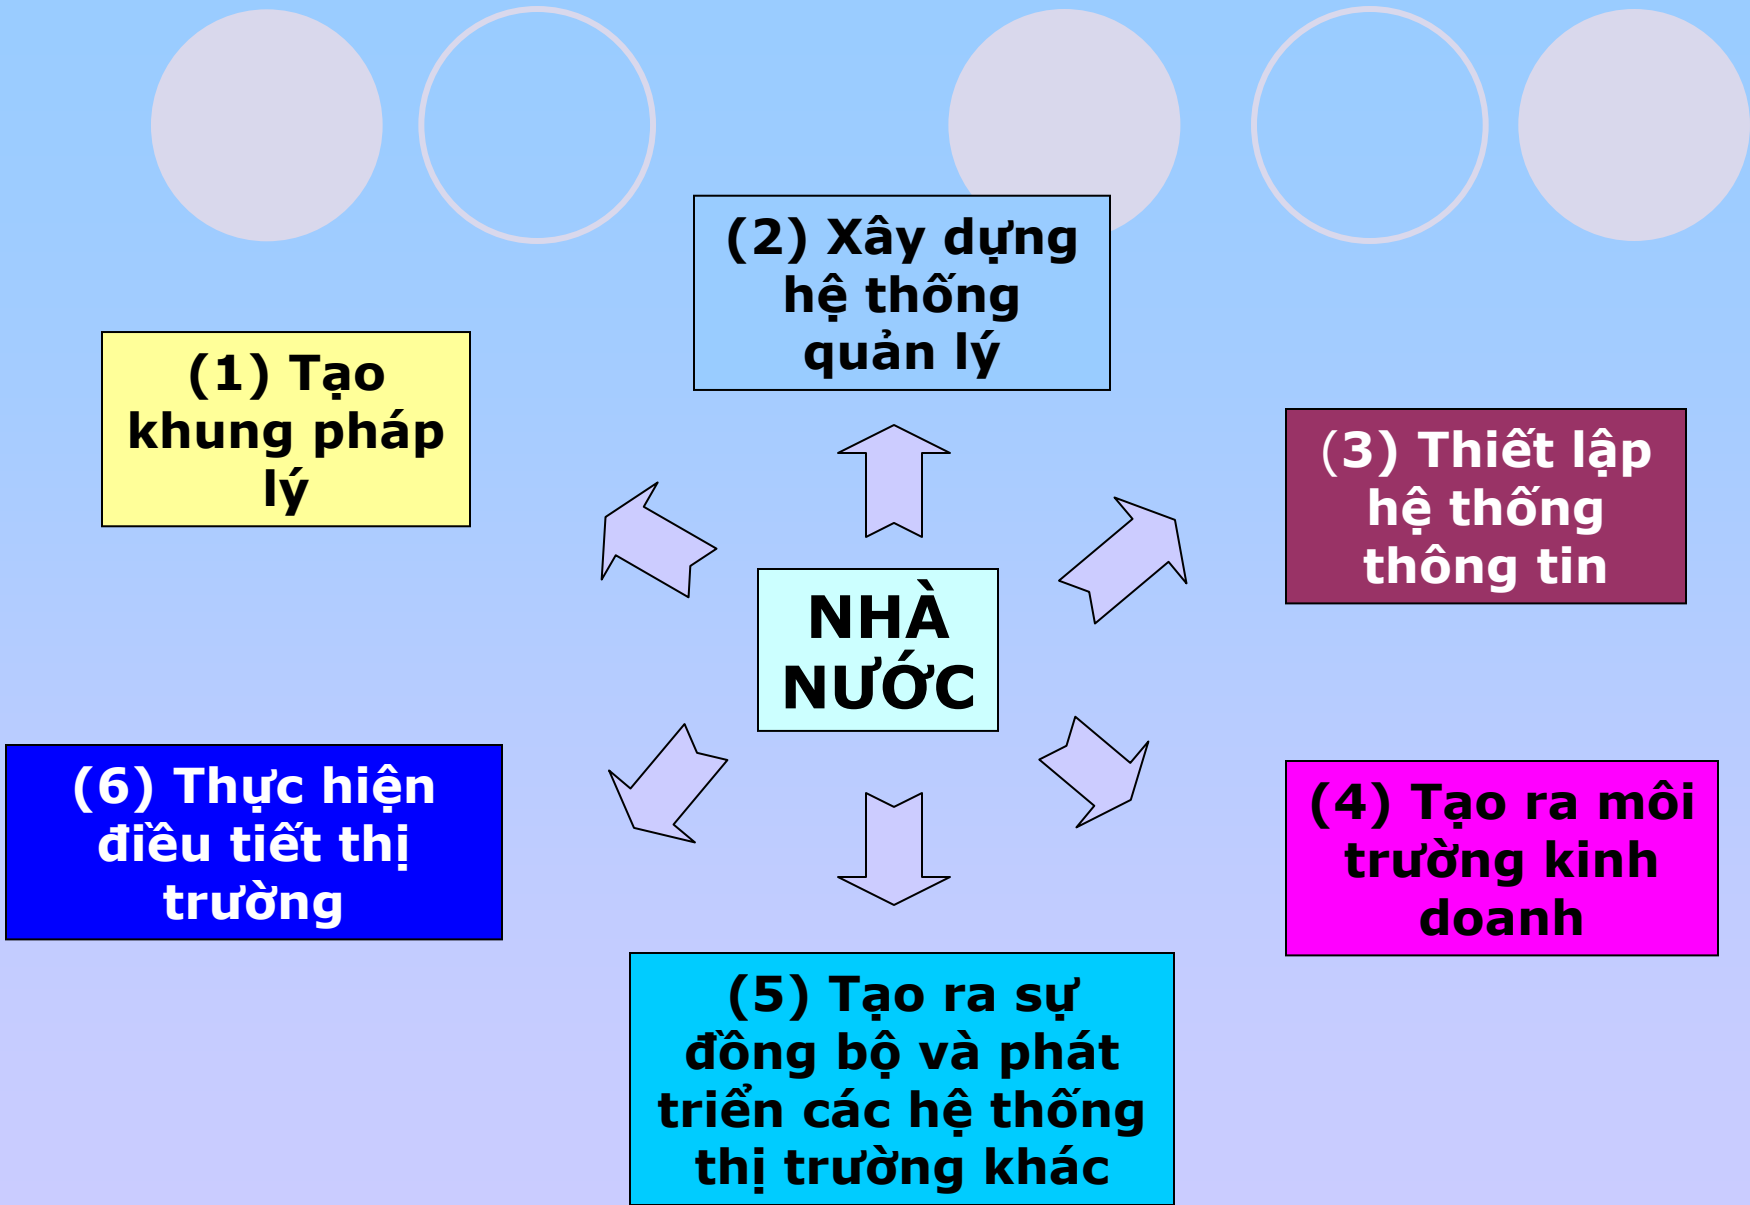 (1) Tạo
khung pháp
lý
(2) Xây dựng
hệ thống
quản lý
(3) Thiết lập
hệ thống
thông tin
NHÀ
NƯỚC
(4) Tạo ra môi
trường kinh
doanh
(5) Tạo ra sự
đồng bộ và phát
triển các hệ thống
thị trường khác
(6) Thực hiện
điều tiết thị
trường